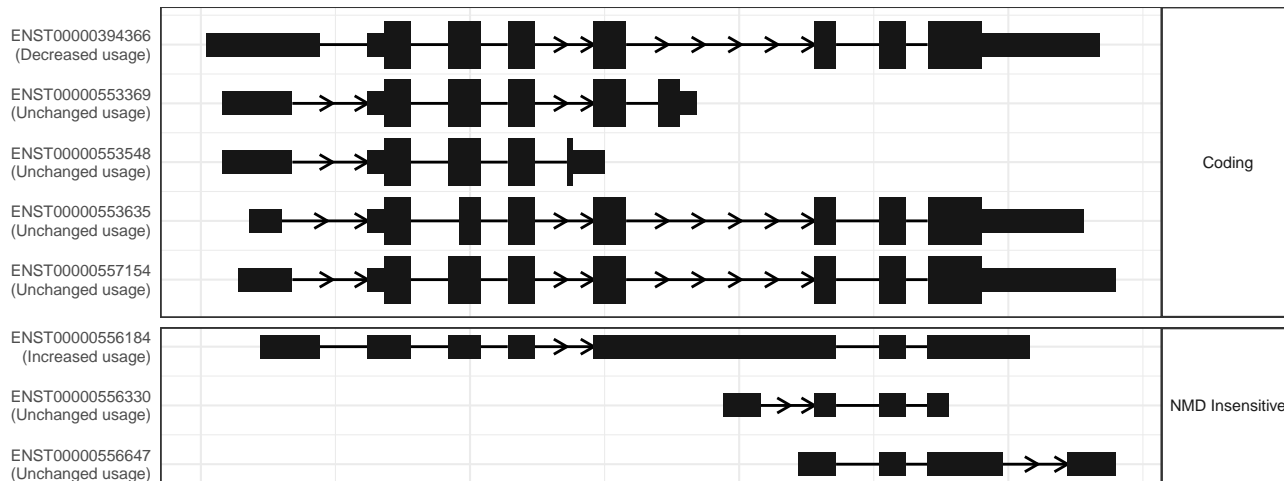 ENST00000394366
(Decreased usage)
ENST00000553369
(Unchanged usage)
ENST00000553548
(Unchanged usage)
ENST00000553635
(Unchanged usage)
ENST00000557154
(Unchanged usage)
Coding
ENST00000556184
(Increased usage)
ENST00000556330
(Unchanged usage)
ENST00000556647
(Unchanged usage)
NMD Insensitive